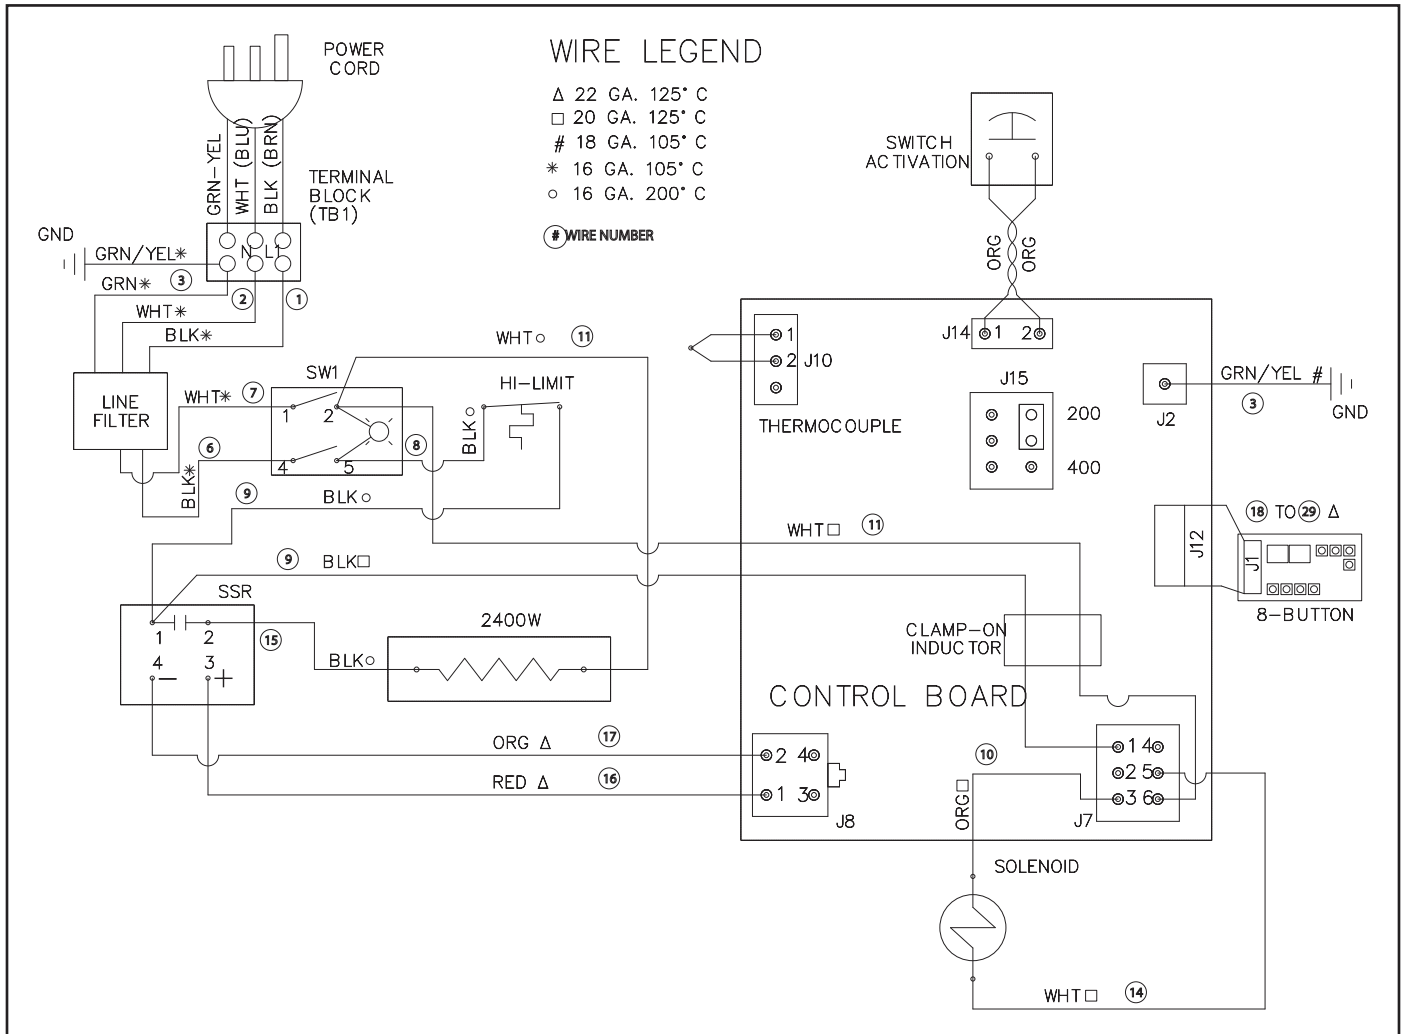 POWER
CORD
WIRE LEGEND
Δ 22 GA. 125° C
□ 20 GA. 125° C
# 18 GA. 105° C
✳ 16 GA. 105° C
○ 16 GA. 200° C
# WIRE NUMBER
GRN-YEL
WHT (BLU)
BLK (BRN)
TERMINAL
BLOCK
(TB1)
N L1
GND
GRN/YEL✳
3
GRN✳
2
1
WHT✳
BLK✳
LINE
FILTER
WHT✳
7
6
BLK✳
SW1
1
2
4
5
8
WHT○
11
HI-LIMIT
BLK○
9
BLK○
9
BLK□
SSR
1
2
4
3
−
+
15
BLK○
2400W
ORG Δ
17
RED Δ
16
SWITCH
ACTIVATION
ORG
ORG
J14
1
2
1
2
J10
THERMOCOUPLE
J15
200
400
J2
GRN/YEL #
3
GND
WHT□
11
J12
18 TO 29 Δ
J1
8-BUTTON
CLAMP-ON
INDUCTOR
CONTROL BOARD
2 4
1 3
J8
10
ORG□
1 4
2 5
3 6
J7
SOLENOID
WHT□
14